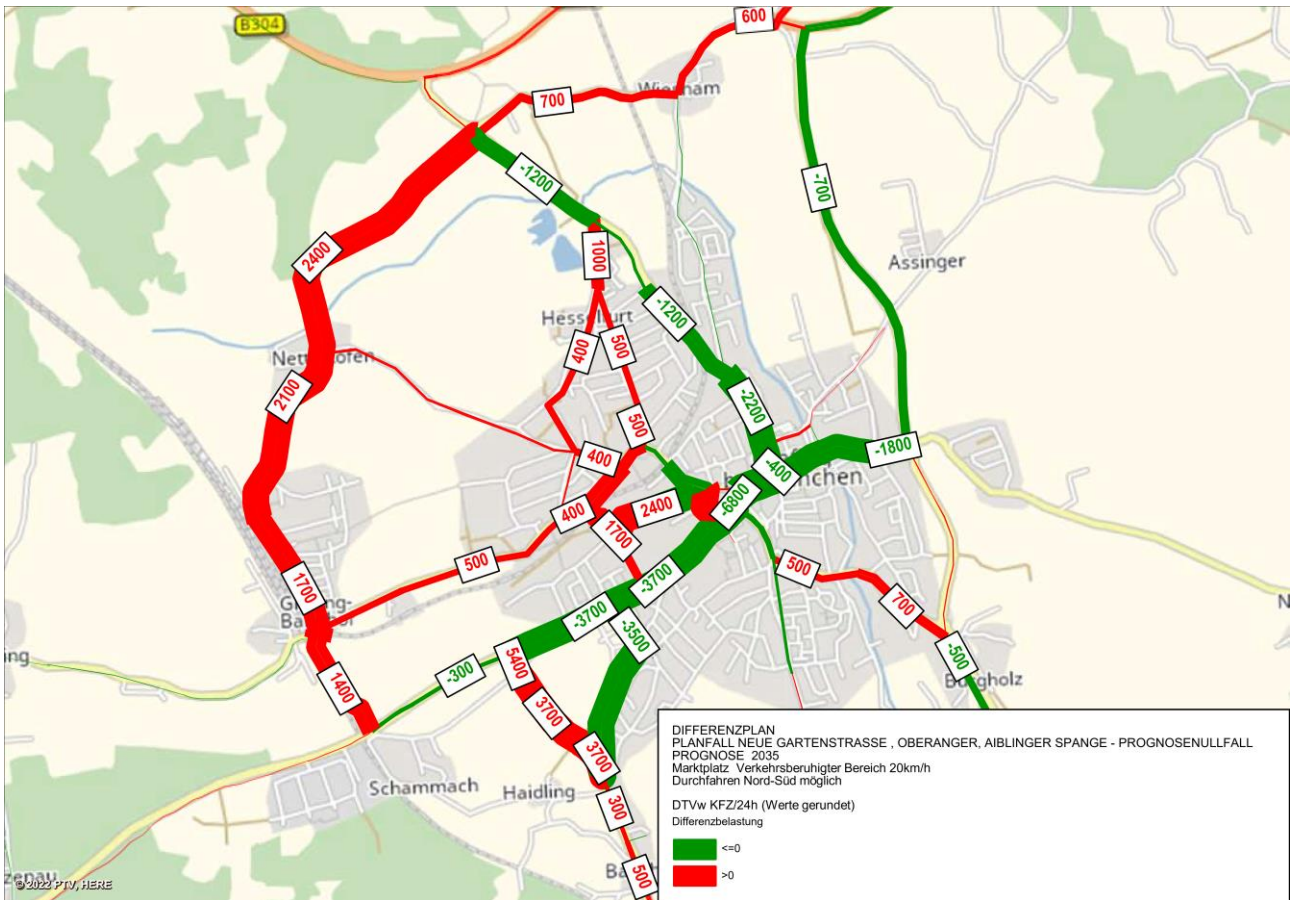 600
B304
Wiesham
700
-1200
-700
2400
1000
Assinger
-1200
Hesselfurt
400
500
2100
-2200
500
400
-1800
-400
-6800
2400
400
1700
500
500
-3700
1700
700
-3700
-3500
-300
5400
-500
1400
3700
3700
Schammach
Haidling
300
500
DIFFERENZPLAN
PLANFALL NEUE GARTENSTRASSE , OBERANGER, AIBLINGER SPANGE - PROGNOSENULLFALL
PROGNOSE 2035
Marktplatz Verkehrsberuhigter Bereich 20km/h
Durchfahren Nord-Süd möglich
DTVw KFZ/24h (Werte gerundet)
Differenzbelastung
<=0
>0
© 2022 PTV, HERE